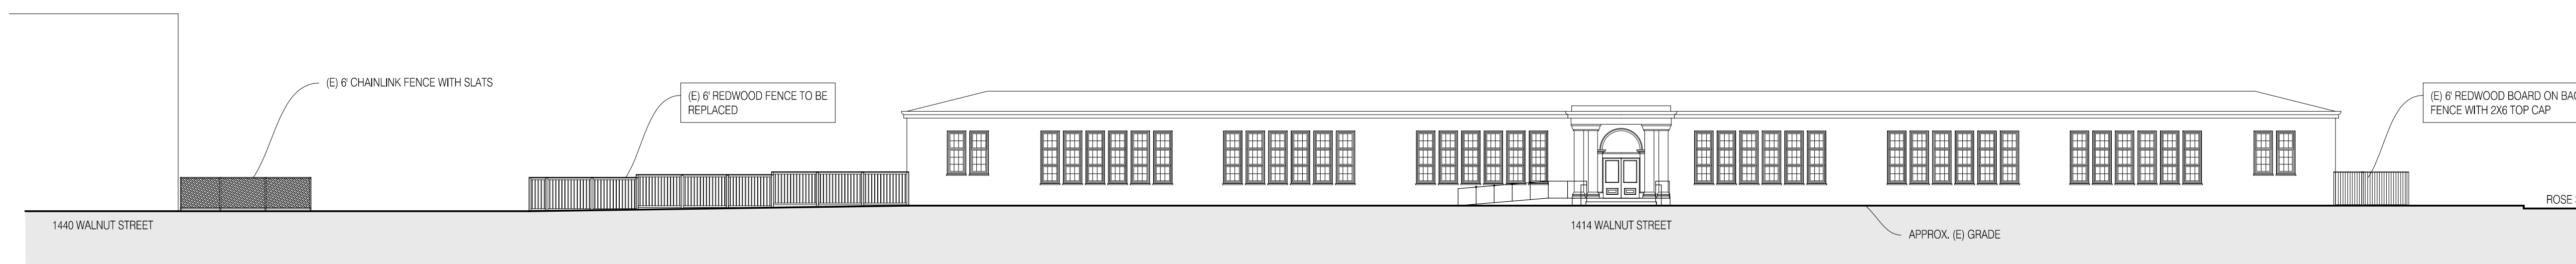 (E) 6' CHAINLINK FENCE WITH SLATS
(E) 6' REDWOOD FENCE TO BE
REPLACED
(E) 6' REDWOOD BOARD ON
FENCE WITH 2X6 TOP CAP
ROSE
1440 WALNUT STREET
1414 WALNUT STREET
APPROX. (E) GRADE